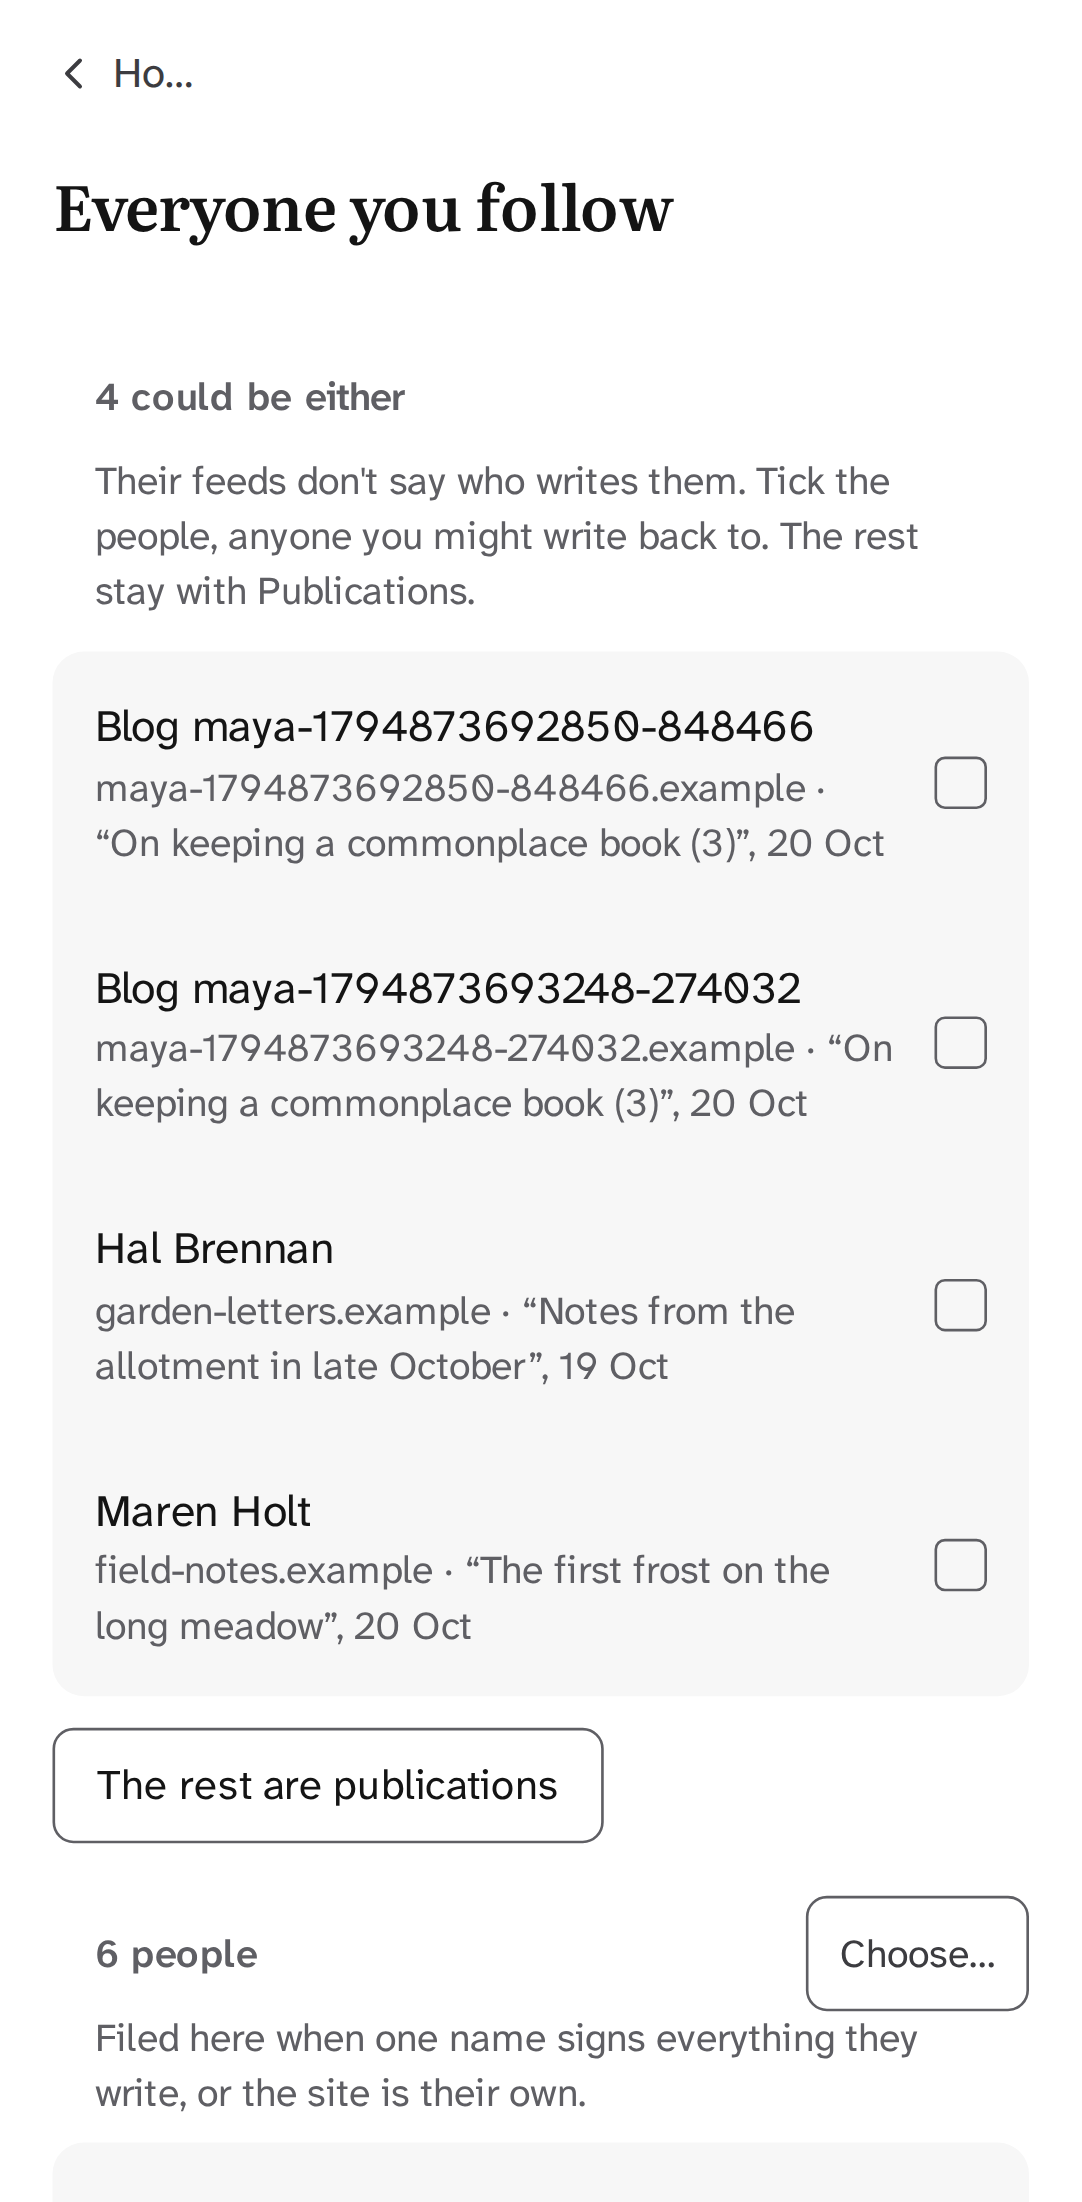 Ho...
Everyone you follow
4 could be either
Their feeds don't say who writes them. Tick the
people, anyone you might write back to. The rest
stay with Publications.
Blog maya-1794873692850-848466
maya-1794873692850-848466.example ·
“On keeping a commonplace book (3)”, 20 Oct
Blog maya-1794873693248-274032
maya-1794873693248-274032.example · “On
keeping a commonplace book (3)”, 20 Oct
Hal Brennan
garden-letters.example · “Notes from the
allotment in late October”, 19 Oct
Maren Holt
field-notes.example · “The first frost on the
long meadow”, 20 Oct
The rest are publications
6 people
Choose...
Filed here when one name signs everything they
write, or the site is their own.